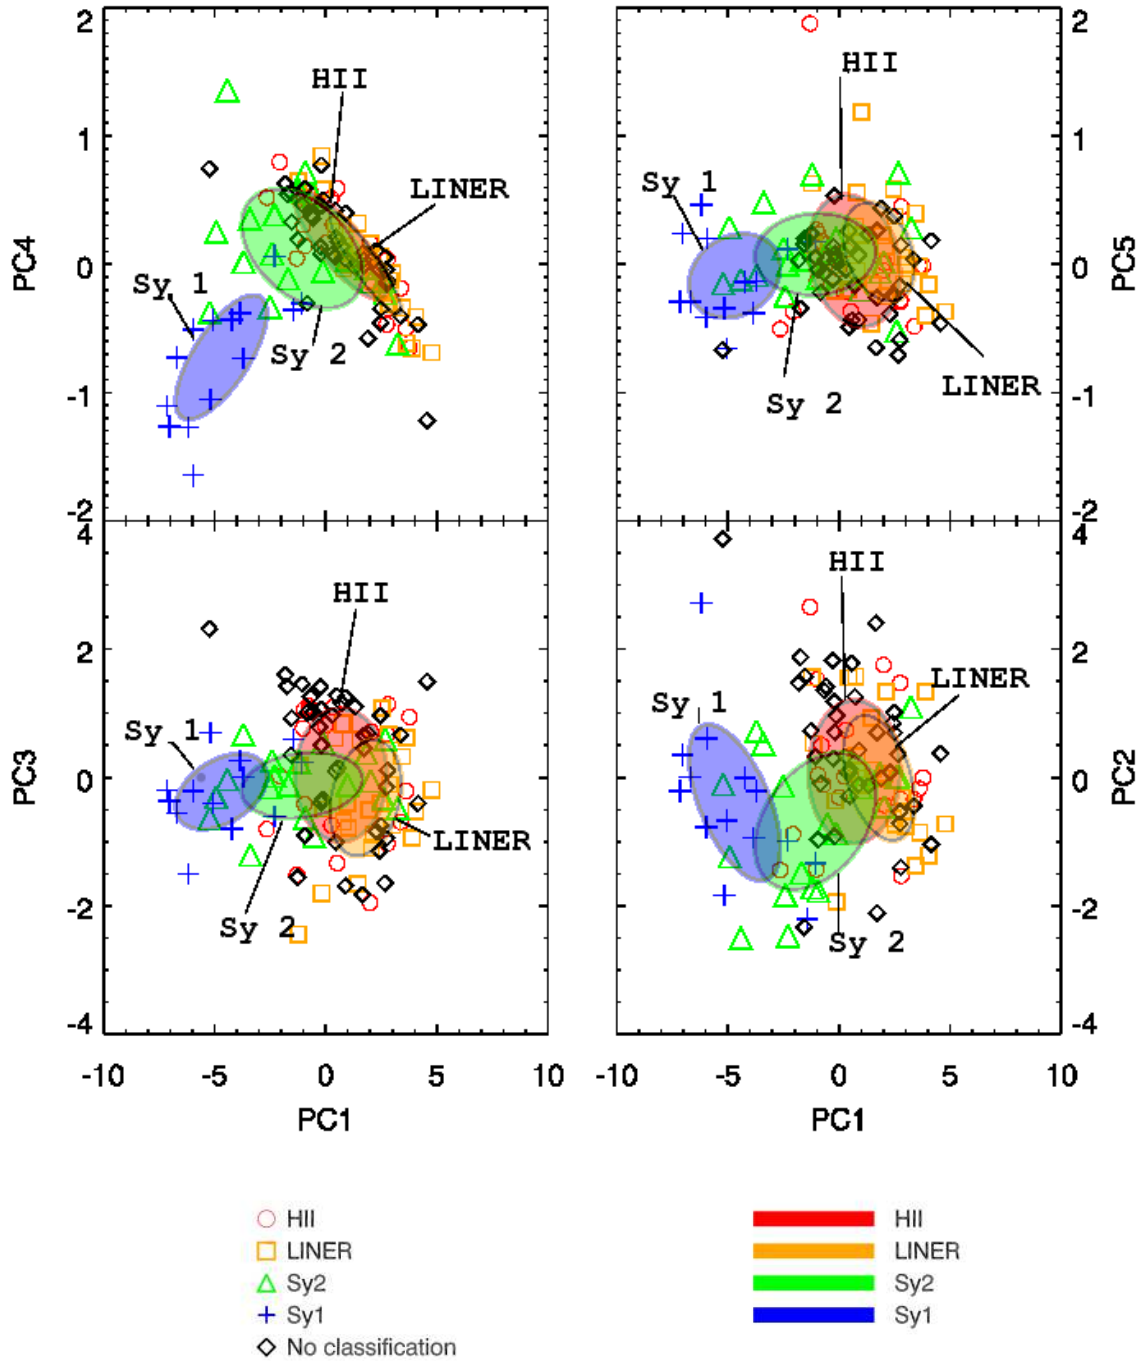 2
2
HII
HII
1
1
Sy 1
LINER
PC4
0
0
PC5
Sy 1
Sy 2
LINER
Sy 2
-1
-1
-2
-2
4
4
HII
HII
2
2
LINER
Sy 1
Sy 1
PC3
0
0
PC2
LINER
Sy 2
Sy 2
-2
-2
-4
-4
-10 -5 0 5 10
-10 -5 0 5 10
PC1
PC1
HII
HII
LINER
LINER
Sy2
Sy2
Sy1
Sy1
No classification